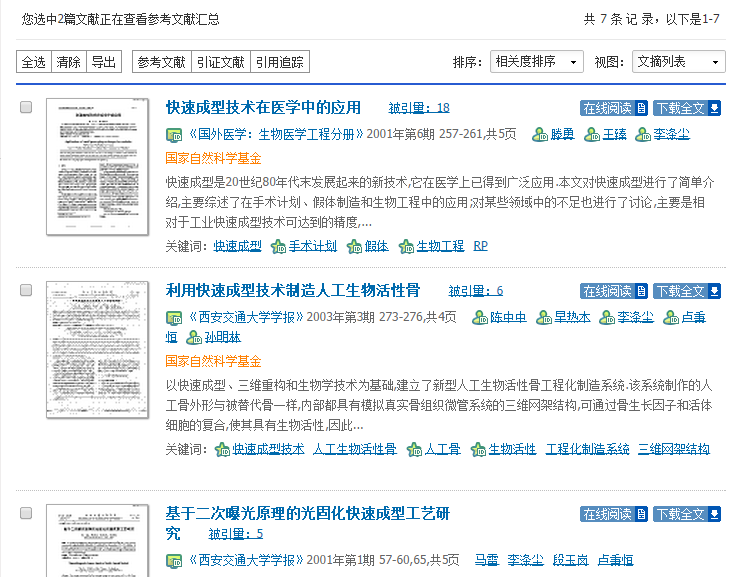 您选中2篇文献正在查看参考文献汇总 共 7 条 记 录，以下是1-7
全选 清除 导出 参考文献 引证文献 引用追踪 排序： 相关度排序 视图： 文摘列表
快速成型技术在医学中的应用 被引量：18 在线阅读 下载全文
《国外医学：生物医学工程分册》2001年第6期 257-261,共5页 滕勇 王臻 李涤尘
国家自然科学基金
快速成型是20世纪80年代末发展起来的新技术,它在医学上已得到广泛应用.本文对快速成型进行了简单介
绍,主要综述了在手术计划、假体制造和生物工程中的应用;对某些领域中的不足也进行了讨论,主要是相
对于工业快速成型技术可达到的精度,...
关键词： 快速成型 手术计划 假体 生物工程 RP
利用快速成型技术制造人工生物活性骨 被引量：6 在线阅读 下载全文
《西安交通大学学报》2003年第3期 273-276,共4页 陈中中 李涤尘 卢秉
恒 孙明林
国家自然科学基金
以快速成型、三维重构和生物学技术为基础,建立了新型人工生物活性骨工程化制造系统.该系统制作的人
工骨外形与被替代骨一样,内部都具有模拟真实骨组织微管系统的三维网架结构,可通过骨生长因子和活体
细胞的复合,使其具有生物活性,因此...
关键词： 快速成型技术 人工生物活性骨 人工骨 生物活性 工程化制造系统 三维网架结构
基于二次曝光原理的光固化快速成型工艺研
究 被引量：5 在线阅读 下载全文
《西安交通大学学报》2001年第1期 57-60,65,共5页 马雷 李涤尘 段玉岗 卢秉恒